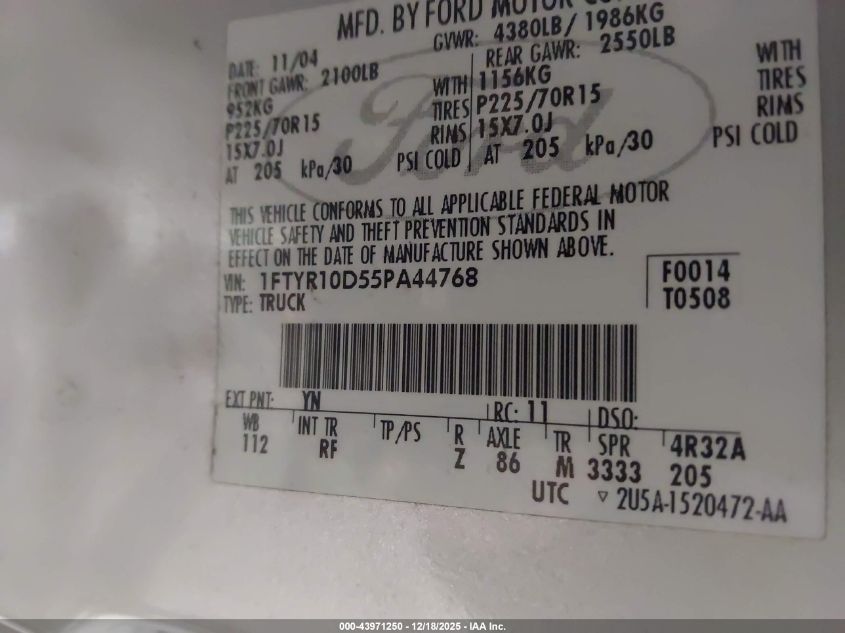 MFD. BY FORD MOTOR
GVWR: 4380LB/ 1986KG
DATE: 11/04
FRONT GAWR: 2100LB
952KG WITH
P225/70R15 TIRES
15X7.0J RIMS
AT 205 kPa/30 PSI COLD
REAR GAWR: 2550LB
1156KG WITH
P225/70R15 TIRES
15X7.0J RIMS
AT 205 kPa/30 PSI COLD
Ford
THIS VEHICLE CONFORMS TO ALL APPLICABLE FEDERAL MOTOR
VEHICLE SAFETY AND THEFT PREVENTION STANDARDS IN
EFFECT ON THE DATE OF MANUFACTURE SHOWN ABOVE.
VIN: 1FTYR10D55PA44768
TYPE: TRUCK
F0014
T0508
EXT PNT: YN RC: 11 DSO:
WB INT TR TP/PS R AXLE TR SPR 4R32A
112 RF Z 86 M 3333 205
UTC ▽ 2U5A-1520472-AA
000-43971250 - 12/18/2025 - IAA Inc.